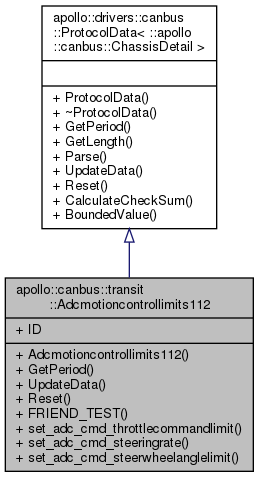 apollo::drivers::canbus
::ProtocolData< ::apollo
::canbus::ChassisDetail >
+ ProtocolData()
+ ~ProtocolData()
+ GetPeriod()
+ GetLength()
+ Parse()
+ UpdateData()
+ Reset()
+ CalculateCheckSum()
+ BoundedValue()
apollo::canbus::transit
::Adcmotioncontrollimits112
+ ID
+ Adcmotioncontrollimits112()
+ GetPeriod()
+ UpdateData()
+ Reset()
+ FRIEND_TEST()
+ set_adc_cmd_throttlecommandlimit()
+ set_adc_cmd_steeringrate()
+ set_adc_cmd_steerwheelanglelimit()